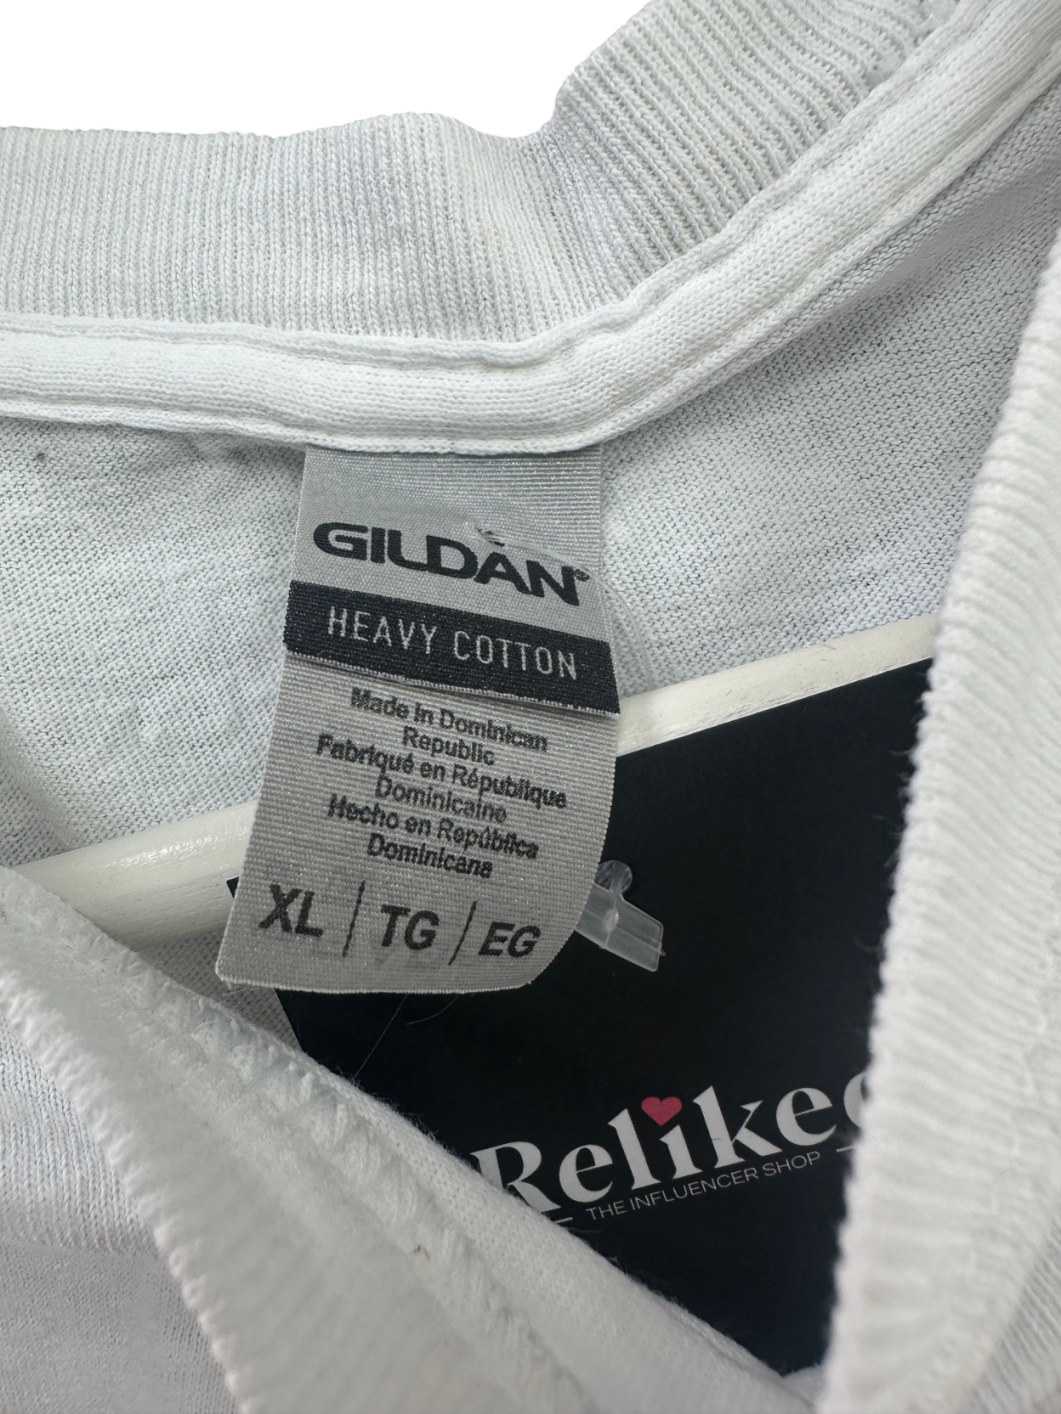 GILDAN®
HEAVY COTTON
Made in Dominican
Republic
Fabriqué en République
Dominicaine
Hecho en República
Dominicana
XL | TG / EG
Relike
THE INFLUENCER SHOP